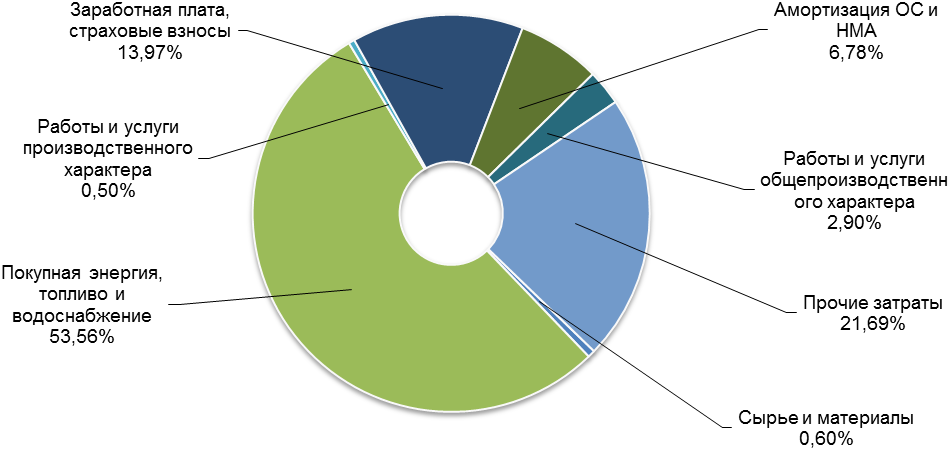 Заработная плата,
страховые взносы
13,97%
Амортизация ОС и
НМА
6,78%
Работы и услуги
производственного
характера
0,50%
Работы и услуги
общепроизводственн
ого характера
2,90%
Покупная энергия,
топливо и
водоснабжение
53,56%
Прочие затраты
21,69%
Сырье и материалы
0,60%